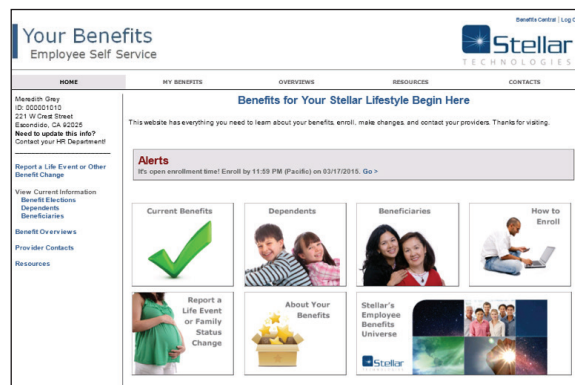 Benefits Central | Log O
Your Benefits
Employee Self Service
Stellar
TECHNOLOGIES
HOME
MY BENEFITS
OVERVIEWS
RESOURCES
CONTACTS
Meredith Grey
ID: 000001010
221 W Crest Street
Escondido, CA 92025
Need to update this info?
Contact your HR Department!
Report a Life Event or Other
Benefit Change
View Current Information
Benefit Elections
Dependents
Beneficiaries
Benefit Overviews
Provider Contacts
Resources
Benefits for Your Stellar Lifestyle Begin Here
This website has everything you need to learn about your benefits, enroll, make changes, and contact your providers. Thanks for visiting.
Alerts
It's open enrollment time! Enroll by 11:59 PM (Pacific) on 03/17/2015. Go >
Current Benefits
Dependents
Beneficiaries
How to
Enroll
Report a
Life Event
or Family
Status
Change
About Your
Benefits
Stellar's
Employee
Benefits
Universe
Stellar